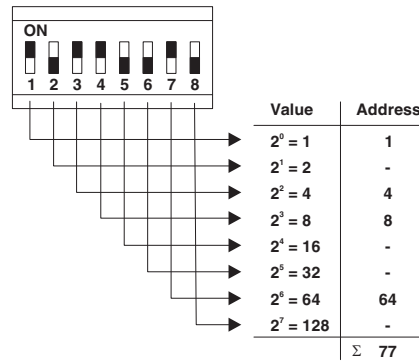 ON
1 2 3 4 5 6 7 8
Value Address
2⁰ = 1 1
2¹ = 2 -
2² = 4 4
2³ = 8 8
2⁴ = 16 -
2⁵ = 32 -
2⁶ = 64 64
2⁷ = 128 -
Σ 77